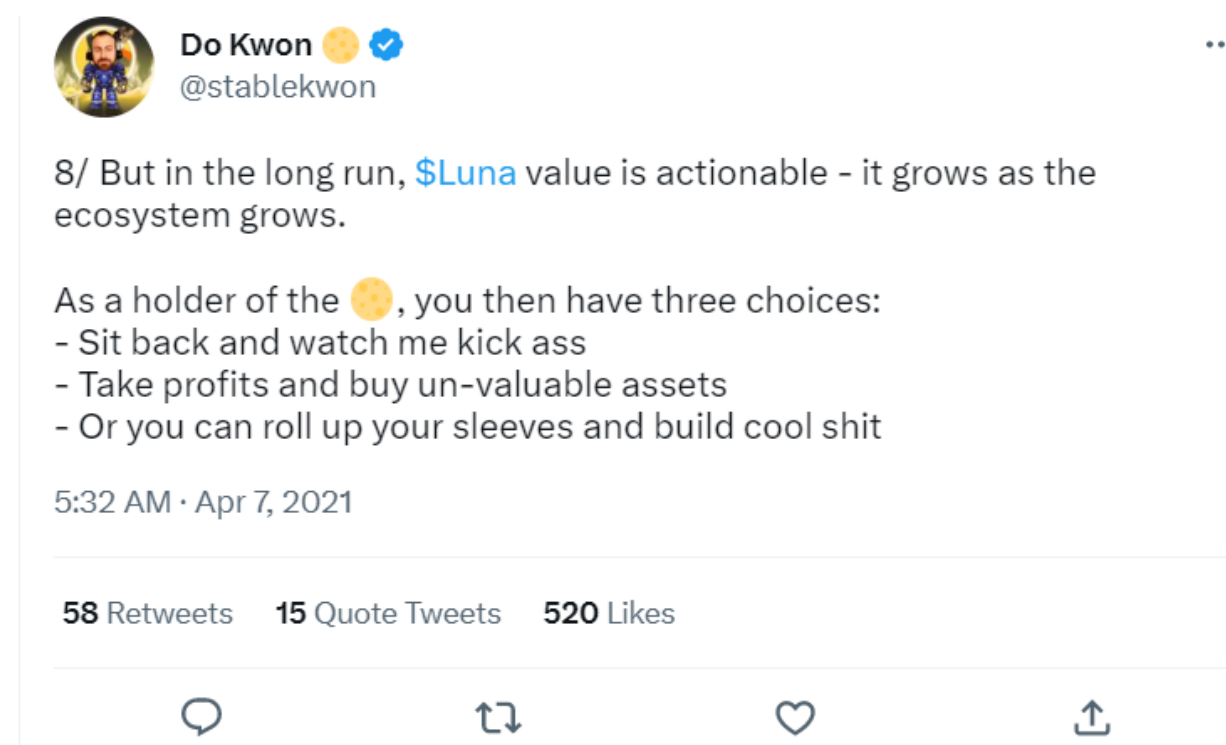 Do Kwon 🌕
@stablekwon
8/ But in the long run, $Luna value is actionable - it grows as the
ecosystem grows.
As a holder of the 🌕, you then have three choices:
- Sit back and watch me kick ass
- Take profits and buy un-valuable assets
- Or you can roll up your sleeves and build cool shit
5:32 AM · Apr 7, 2021
58 Retweets 15 Quote Tweets 520 Likes